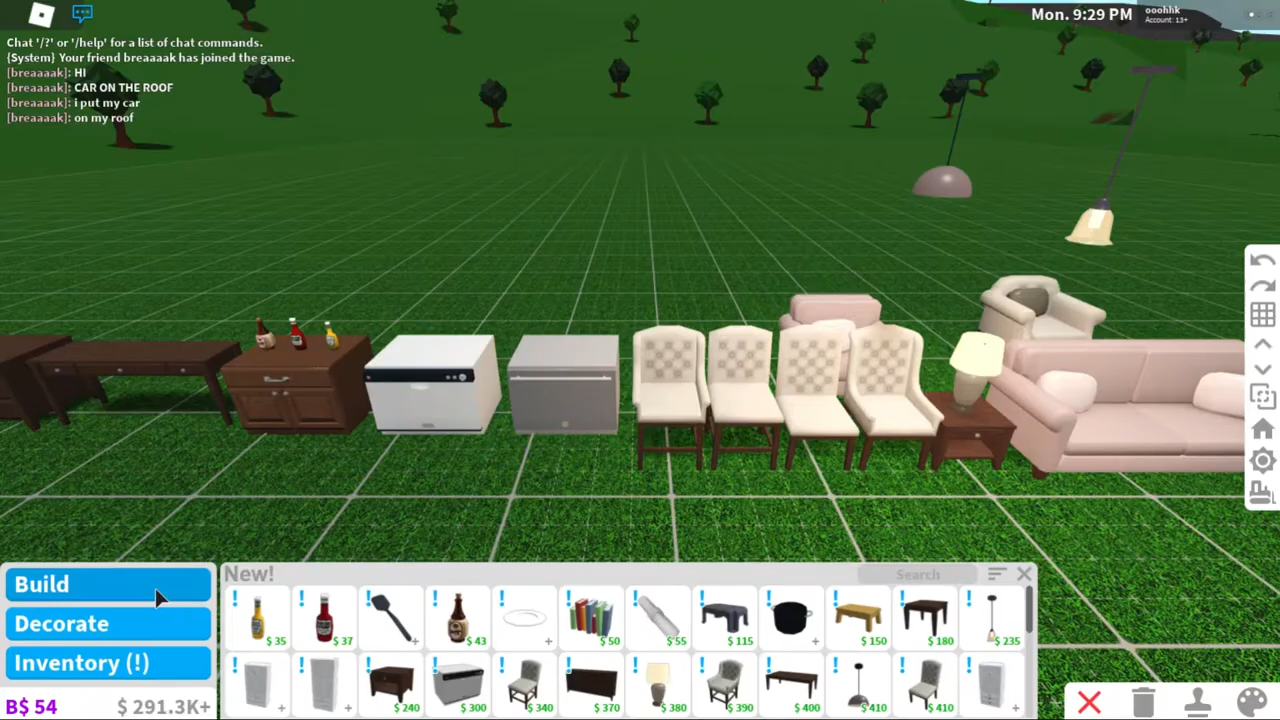 Mon. 9:29 PM
ooohhk
Account: 13+
Chat '/?' or '/help' for a list of chat commands.
{System} Your friend breaaaak has joined the game.
[breaaaak]: HI
[breaaaak]: CAR ON THE ROOF
[breaaaak]: i put my car
[breaaaak]: on my roof
Build
Decorate
Inventory (!)
B$ 54
$ 291.3K+
New!
Search
! $ 35
! $ 37
! +
! $ 43
! +
! $ 50
! $ 55
! $ 115
! +
! $ 150
! $ 180
! $ 235
! +
! +
! $ 240
! $ 300
! $ 340
! $ 370
! $ 380
! $ 390
! $ 400
! $ 410
! $ 410
! +